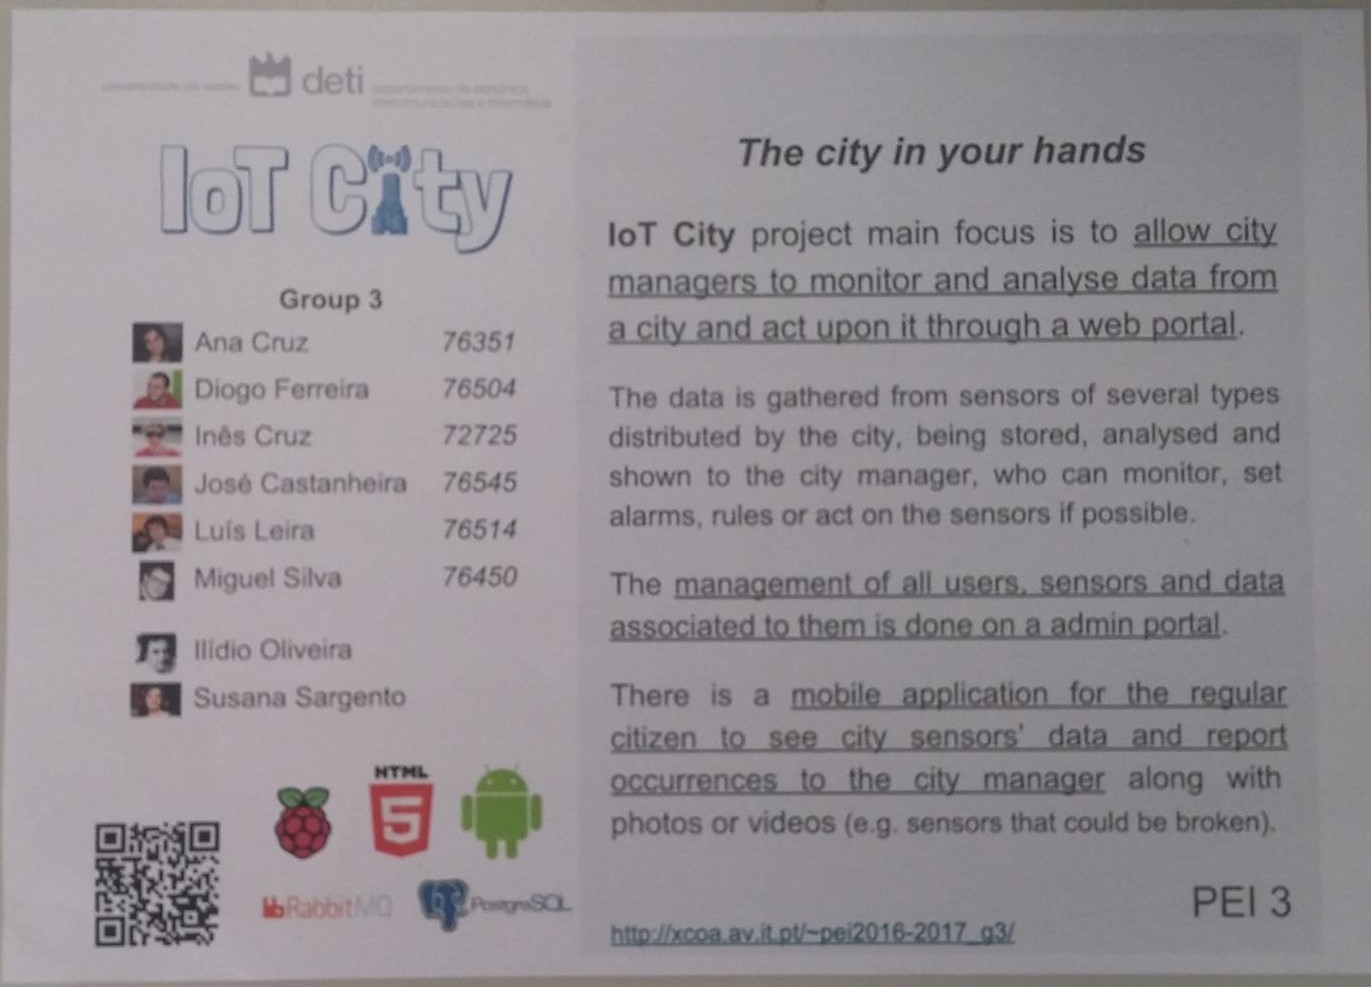 universidade de aveiro deti departamento de eletrónica
telecomunicações e informática
IoT City
Group 3
Ana Cruz 76351
Diogo Ferreira 76504
Inês Cruz 72725
José Castanheira 76545
Luís Leira 76514
Miguel Silva 76450
Ilídio Oliveira
Susana Sargento
HTML
5
RabbitMQ
PostgreSQL
The city in your hands
IoT City project main focus is to allow city
managers to monitor and analyse data from
a city and act upon it through a web portal.
The data is gathered from sensors of several types
distributed by the city, being stored, analysed and
shown to the city manager, who can monitor, set
alarms, rules or act on the sensors if possible.
The management of all users, sensors and data
associated to them is done on a admin portal.
There is a mobile application for the regular
citizen to see city sensors' data and report
occurrences to the city manager along with
photos or videos (e.g. sensors that could be broken).
PEI 3
http://xcoa.av.it.pt/~pei2016-2017_g3/